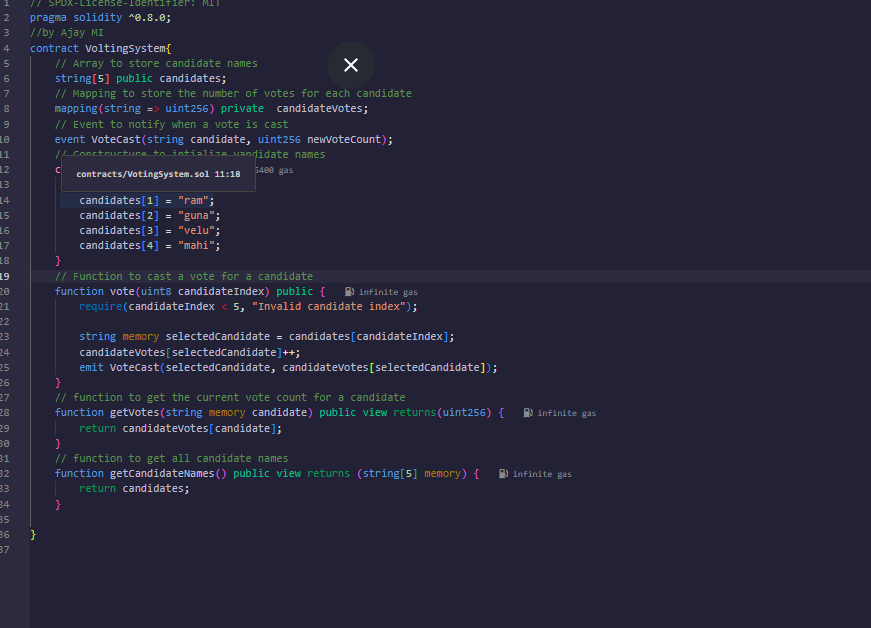 1 // SPDX-License-Identifier: MIT
2 pragma solidity ^0.8.0;
3 //by Ajay MI
4 contract VoltingSystem{
5 // Array to store candidate names
6 string[5] public candidates;
7 // Mapping to store the number of votes for each candidate
8 mapping(string => uint256) private candidateVotes;
9 // Event to notify when a vote is cast
10 event VoteCast(string candidate, uint256 newVoteCount);
11 // Constructure to intialize vandidate names
12 c 5400 gas
contracts/VotingSystem.sol 11:18
13
14 candidates[1] = "ram";
15 candidates[2] = "guna";
16 candidates[3] = "velu";
17 candidates[4] = "mahi";
18 }
19 // Function to cast a vote for a candidate
20 function vote(uint8 candidateIndex) public { infinite gas
21 require(candidateIndex < 5, "Invalid candidate index");
22
23 string memory selectedCandidate = candidates[candidateIndex];
24 candidateVotes[selectedCandidate]++;
25 emit VoteCast(selectedCandidate, candidateVotes[selectedCandidate]);
26 }
27 // function to get the current vote count for a candidate
28 function getVotes(string memory candidate) public view returns(uint256) { infinite gas
29 return candidateVotes[candidate];
30 }
31 // function to get all candidate names
32 function getCandidateNames() public view returns (string[5] memory) { infinite gas
33 return candidates;
34 }
35
36 }
37